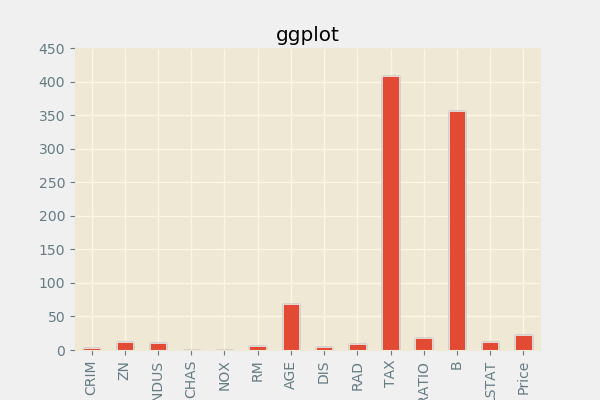 ggplot
450
400
350
300
250
200
150
100
50
0
CRIM
ZN
NDUS
CHAS
NOX
RM
AGE
DIS
RAD
TAX
RATIO
B
STAT
Price